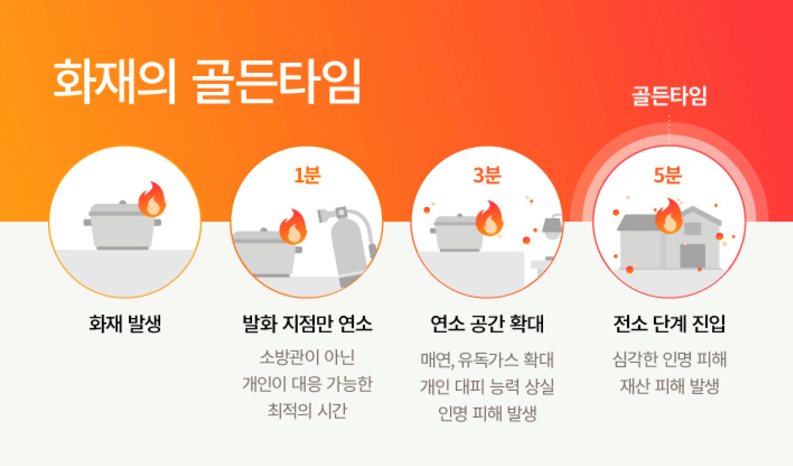 화재의 골든타임
골든타임
1분
3분
5분
화재 발생
발화 지점만 연소
소방관이 아닌
개인이 대응 가능한
최적의 시간
연소 공간 확대
매연, 유독가스 확대
개인 대피 능력 상실
인명 피해 발생
전소 단계 진입
심각한 인명 피해
재산 피해 발생